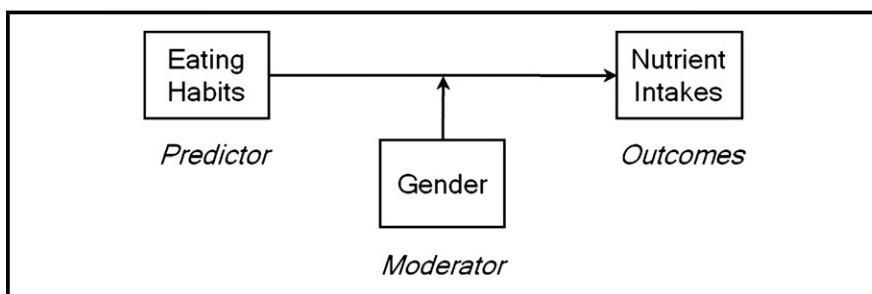 Eating
Habits
Predictor
Gender
Moderator
Nutrient
Intakes
Outcomes